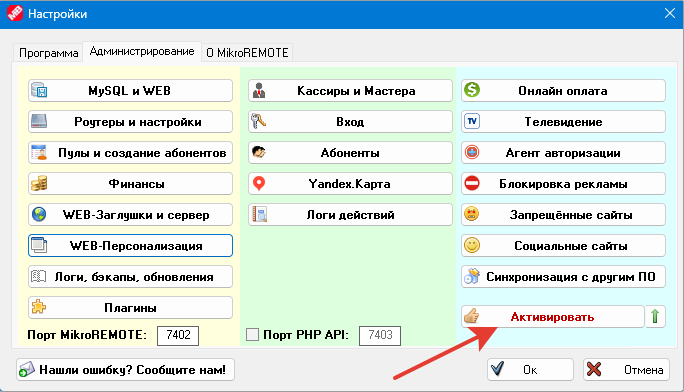 MB Настройки
Программа Администрирование О MikroREMOTE
MySQL и WEB
Роутеры и настройки
Пулы и создание абонентов
Финансы
WEB-Заглушки и сервер
WEB-Персонализация
Логи, бэкапы, обновления
Плагины
Порт MikroREMOTE: 7402
Кассиры и Мастера
Вход
Абоненты
Yandex.Карта
Логи действий
Порт PHP API: 7403
Онлайн оплата
TV Телевидение
Агент авторизации
Блокировка рекламы
Запрещённые сайты
Социальные сайты
Синхронизация с другим ПО
Активировать
Нашли ошибку? Сообщите нам!
Ок
Отмена